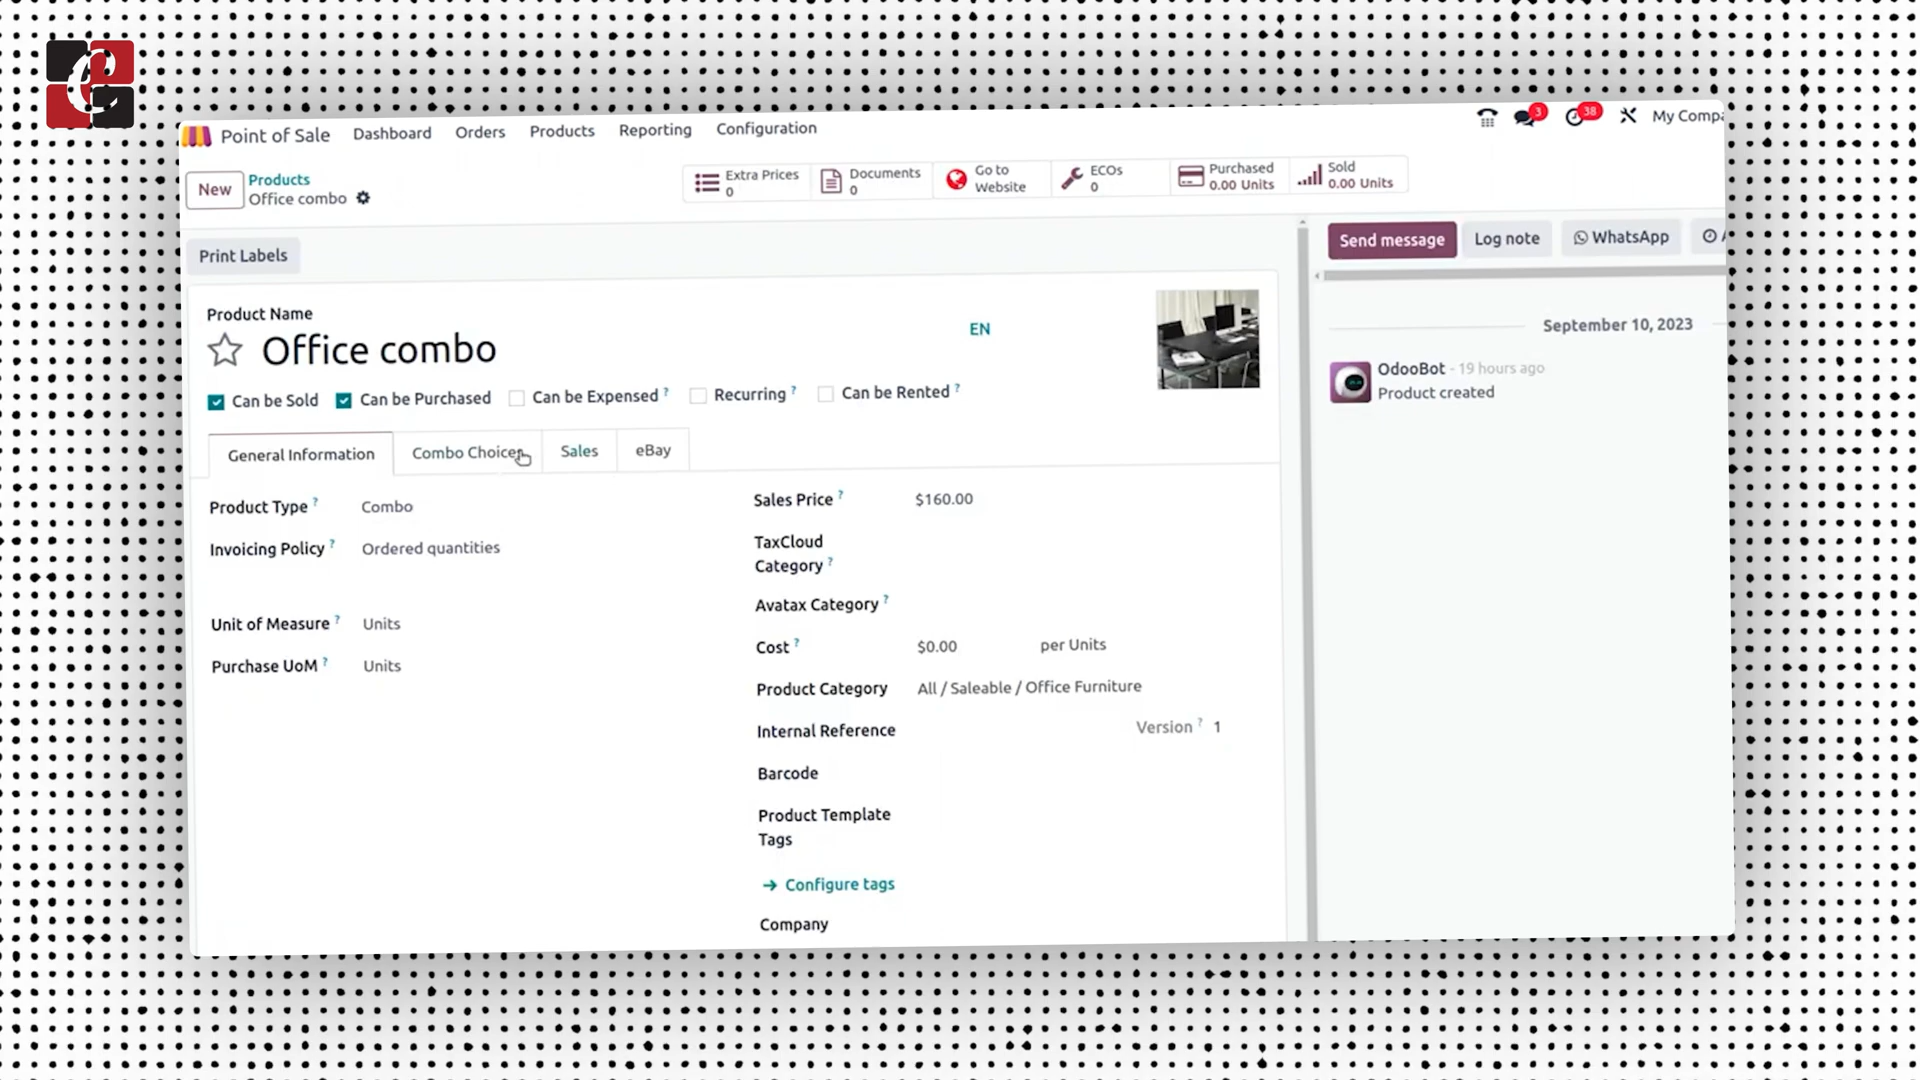 Point of Sale Dashboard Orders Products Reporting Configuration
3 38
New
Products
Office combo
Extra Prices
0
Documents
0
Go to
Website
ECOs
0
Purchased
0.00 Units
Sold
0.00 Units
Print Labels
Send message Log note WhatsApp
Product Name
Office combo
EN
Can be Sold Can be Purchased Can be Expensed ? Recurring ? Can be Rented ?
General Information Combo Choices Sales eBay
Product Type ? Combo
Invoicing Policy ? Ordered quantities
Unit of Measure ? Units
Purchase UoM ? Units
Sales Price ? $160.00
TaxCloud
Category ?
Avatax Category ?
Cost ? $0.00 per Units
Product Category All / Saleable / Office Furniture
Internal Reference Version ? 1
Barcode
Product Template
Tags
→ Configure tags
Company
September 10, 2023
OdooBot - 19 hours ago
Product created